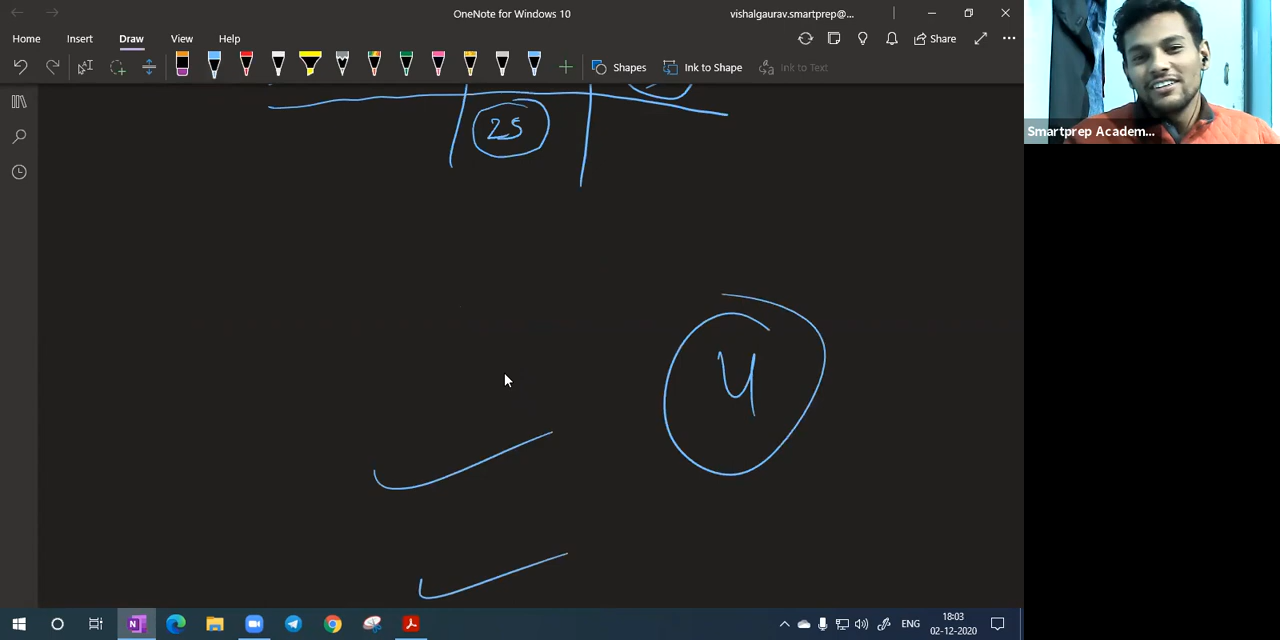 OneNote for Windows 10
vishalgaurav.smartprep@...
Home Insert Draw View Help
Share
Shapes
Ink to Shape
Ink to Text
Smartprep Academ...
25
4
ENG
18:03
02-12-2020